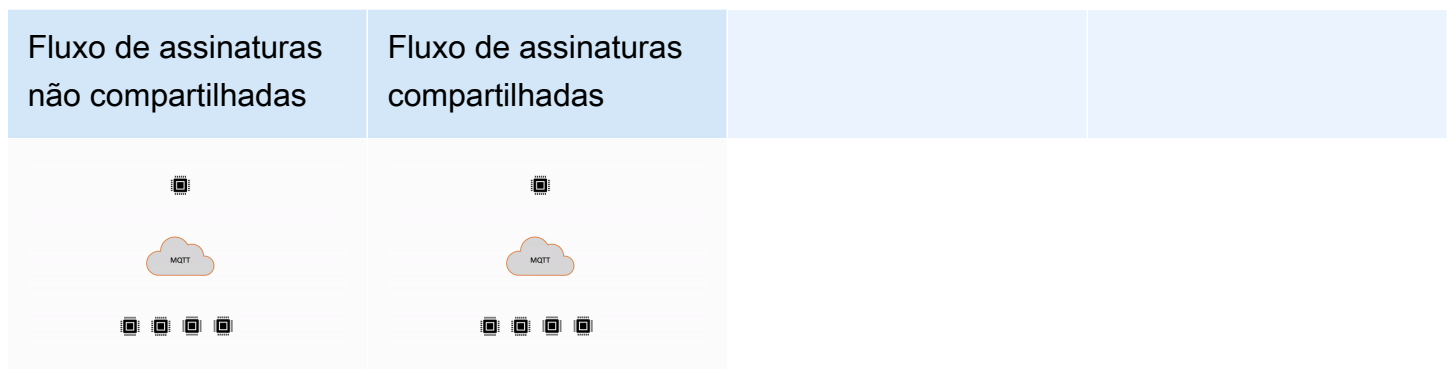 Fluxo de assinaturas
não compartilhadas
Fluxo de assinaturas
compartilhadas
MQTT
MQTT